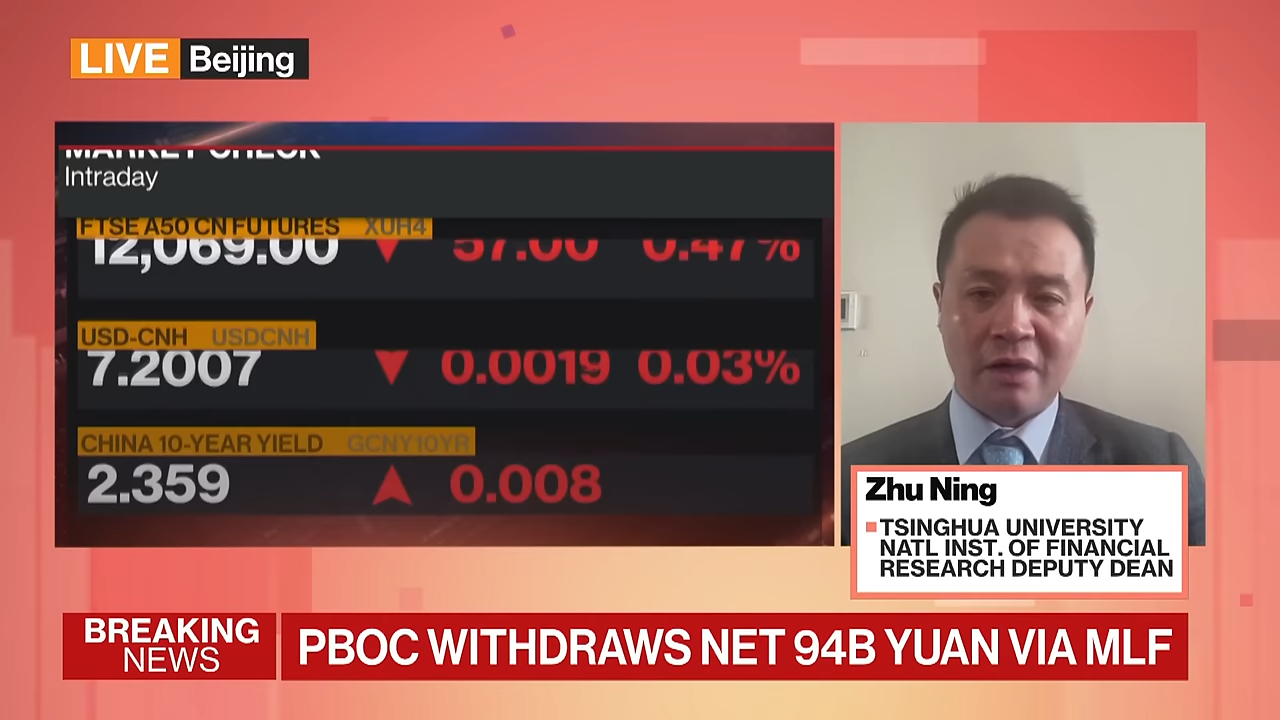 LIVE Beijing
MARKET CHECK
Intraday
FTSE A50 CN FUTURES XUH4
12,069.00 ▼ 57.00 0.47%
USD-CNH USDCNH
7.2007 ▼ 0.0019 0.03%
CHINA 10-YEAR YIELD GCNY10YR
2.359 ▲ 0.008
Zhu Ning
TSINGHUA UNIVERSITY
NATL INST. OF FINANCIAL
RESEARCH DEPUTY DEAN
BREAKING
NEWS
PBOC WITHDRAWS NET 94B YUAN VIA MLF